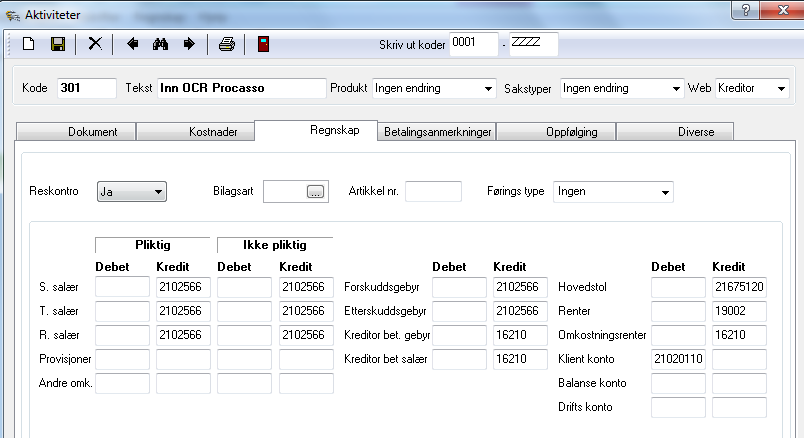 Aktiviteter
Skriv ut koder 0001 - ZZZZ
Kode 301 Tekst Inn OCR Procasso Produkt Ingen endring Sakstyper Ingen endring Web Kreditor
Dokument Kostnader Regnskap Betalingsanmerkninger Oppfølging Diverse
Reskontro Ja Bilagsart ... Artikkel nr. Førings type Ingen
Pliktig Ikke pliktig
Debet Kredit Debet Kredit Debet Kredit Debet Kredit
S. salær 2102566 2102566 Forskuddsgebyr 2102566 Hovedstol 21675120
T. salær 2102566 2102566 Etterskuddsgebyr 2102566 Renter 19002
R. salær 2102566 2102566 Kreditor bet. gebyr 16210 Omkostningsrenter 16210
Provisjoner Kreditor bet salær 16210 Klient konto 21020110
Andre omk. Balanse konto
Drifts konto